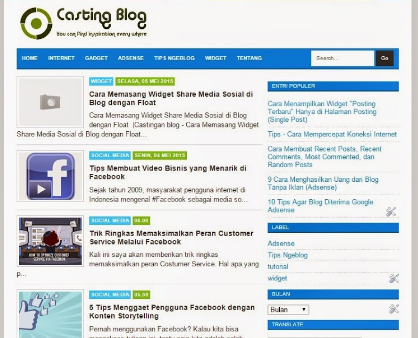 Casting Blog
You can find inspiration every where
HOME INTERNET GADGET ADSENSE TIPS NGEBLOG WIDGET TENTANG
Search... Go
WIDGET SELASA, 05 MEI 2015
Cara Memasang Widget Share Media Sosial di
Blog dengan Float
Cara Memasang Widget Share Media Sosial di Blog
dengan Float (Castingan blog - Cara Memasang Widget
Share Media Sosial di Blog dengan Float...
SOCIAL MEDIA SENIN, 04 MEI 2015
Tips Membuat Video Bisnis yang Menarik di
Facebook
Sejak tahun 2009, masyarakat pengguna internet di
Indonesia mengenal #Facebook sebagai media so...
SOCIAL MEDIA
Trik Ringkas Memaksimalkan Peran Customer
Service Melalui Facebook
Kali ini saya akan memberikan trik ringkas
memaksimalkan peran Costumer Service. Hal apa yang
p...
SOCIAL MEDIA
5 Tips Menggaet Pengguna Facebook dengan
Konten Storytelling
Pernah menggunakan Facebook? Kalau kita bisa
ENTRI POPULER
Cara Menampilkan Widget "Posting
Terbaru" Hanya di Halaman Posting
(Single Post)
Tips - Cara Mempercepat Koneksi Internet
Cara Membuat Recent Posts, Recent
Comments, Most Commented, dan
Random Posts
9 Cara Menghasilkan Uang dari Blog
Tanpa Iklan (Adsense)
10 Tips Agar Blog Diterima Google
Adsense
LABEL
Adsense
Tips Ngeblog
tutorial
widget
BULAN
Bulan
TRANSLATE